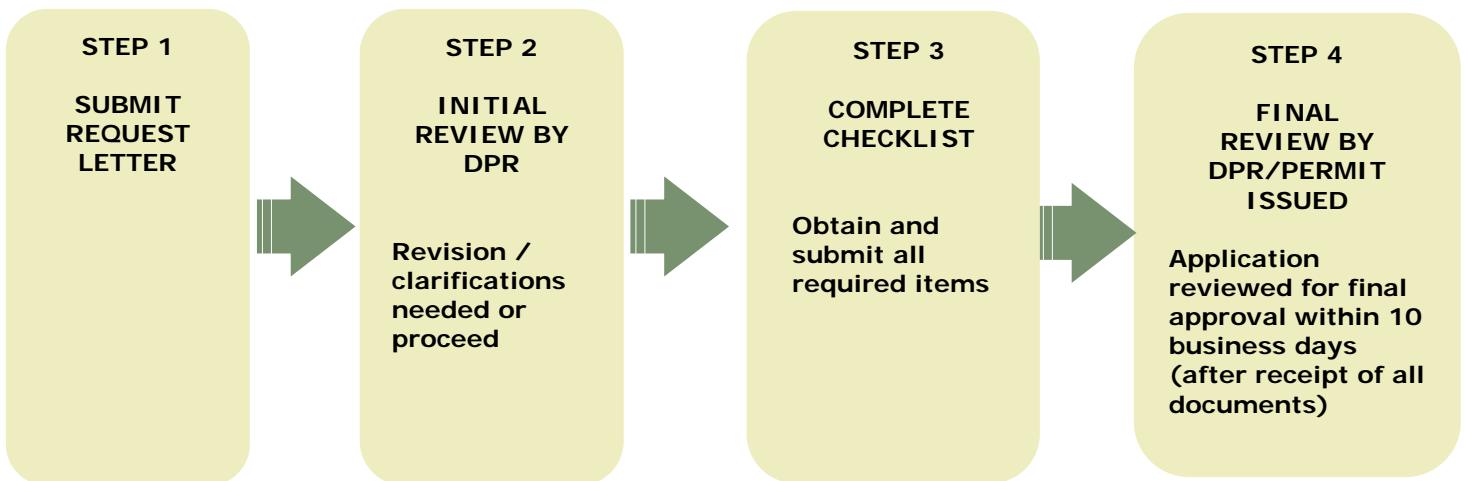 STEP 1
SUBMIT
REQUEST
LETTER
STEP 2
INITIAL
REVIEW BY
DPR
Revision /
clarifications
needed or
proceed
STEP 3
COMPLETE
CHECKLIST
Obtain and
submit all
required items
STEP 4
FINAL
REVIEW BY
DPR/PERMIT
ISSUED
Application
reviewed for final
approval within 10
business days
(after receipt of all
documents)